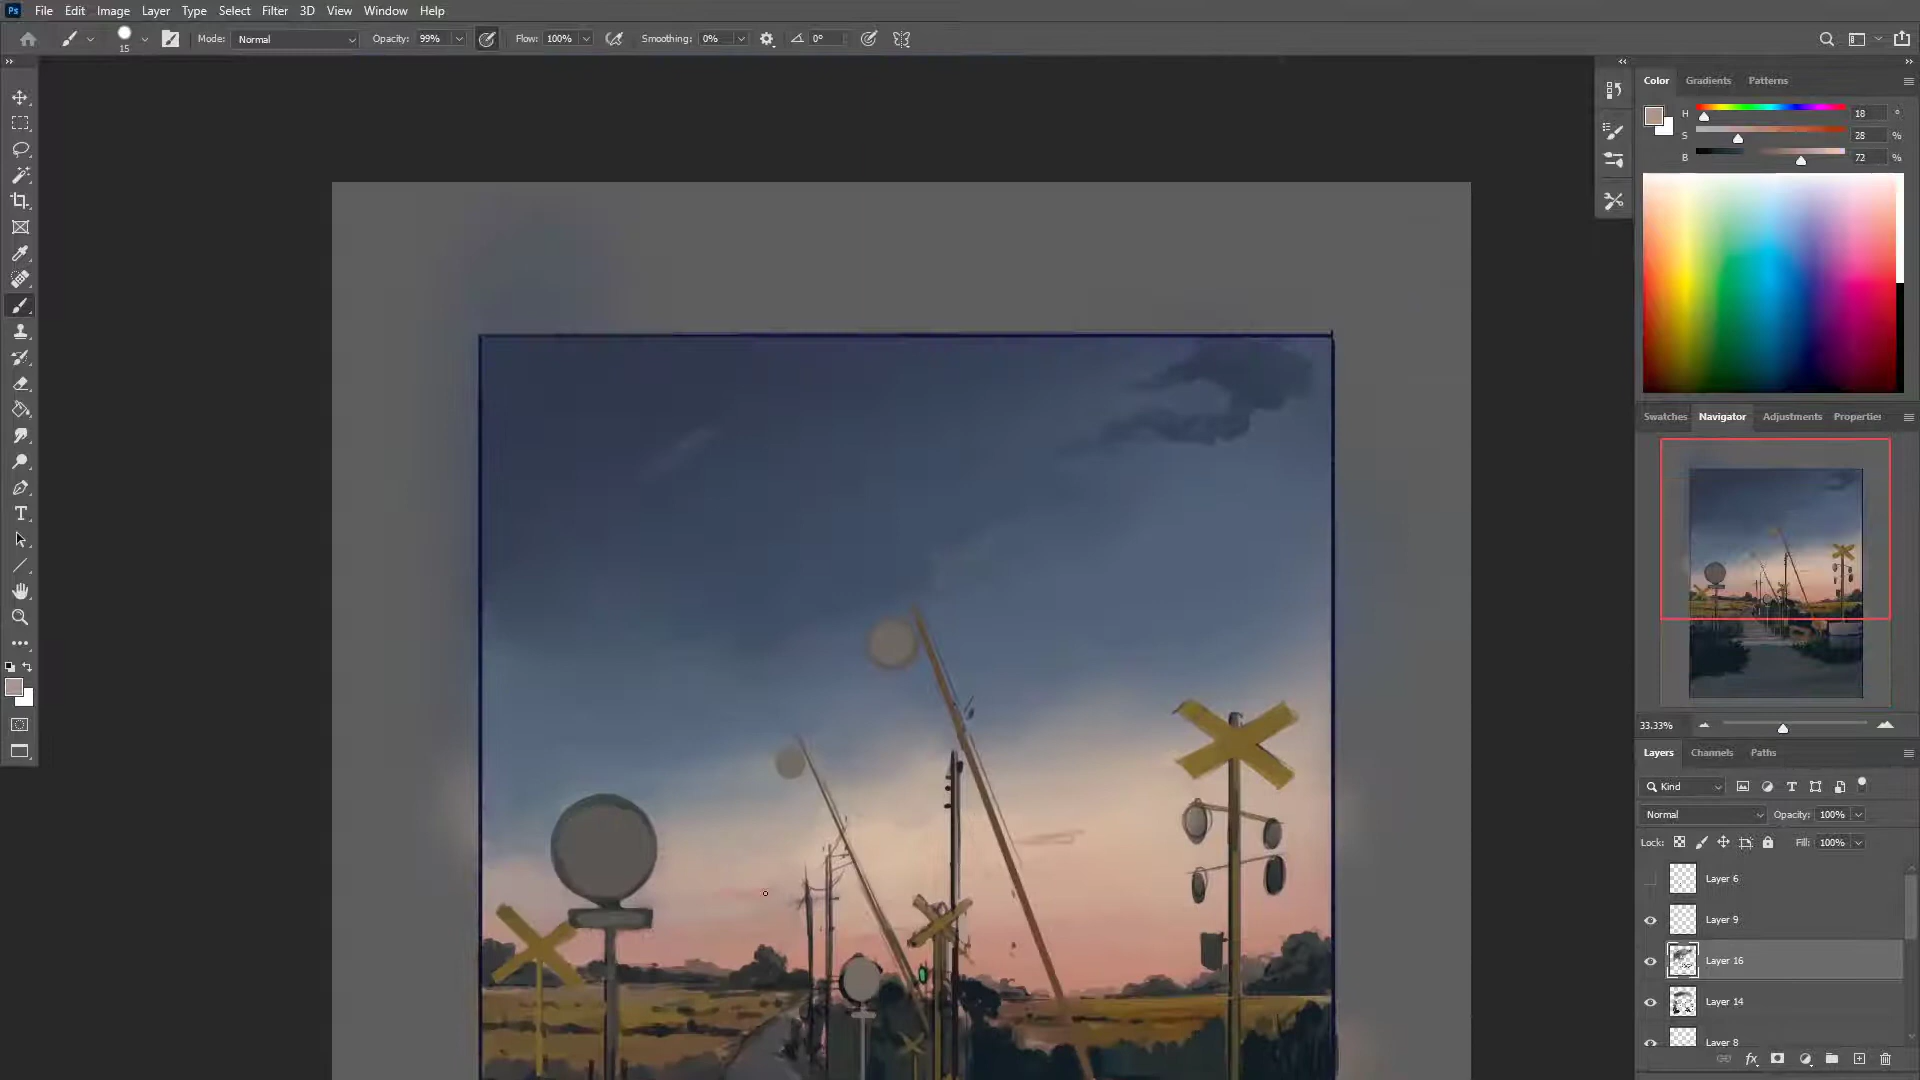 Ps File Edit Image Layer Type Select Filter 3D View Window Help
15 Mode: Normal Opacity: 99% Flow: 100% Smoothing: 0% 0°
Color Gradients Patterns
H 18 °
S 28 %
B 72 %
Swatches Navigator Adjustments Properties
33.33%
Layers Channels Paths
Kind
Normal Opacity: 100%
Lock: Fill: 100%
Layer 6
Layer 9
Layer 16
Layer 14
Layer 8
fx